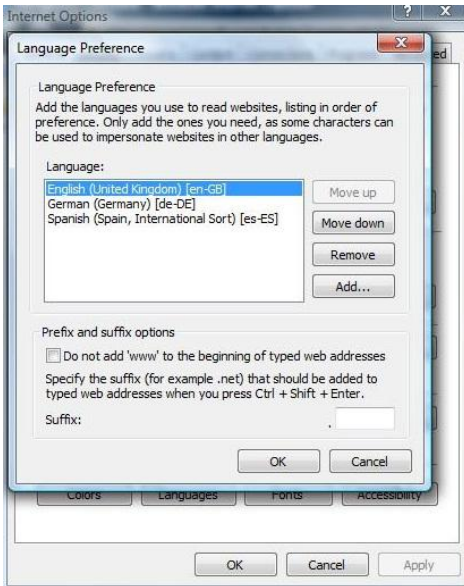 Internet Options
Language Preference
ed
Language Preference
Add the languages you use to read websites, listing in order of
preference. Only add the ones you need, as some characters can
be used to impersonate websites in other languages.
Language:
English (United Kingdom) [en-GB]
German (Germany) [de-DE]
Spanish (Spain, International Sort) [es-ES]
Move up
Move down
Remove
Add...
Prefix and suffix options
Do not add 'www' to the beginning of typed web addresses
Specify the suffix (for example .net) that should be added to
typed web addresses when you press Ctrl + Shift + Enter.
Suffix: .
OK Cancel
Colors Languages Fonts Accessibility
OK Cancel Apply